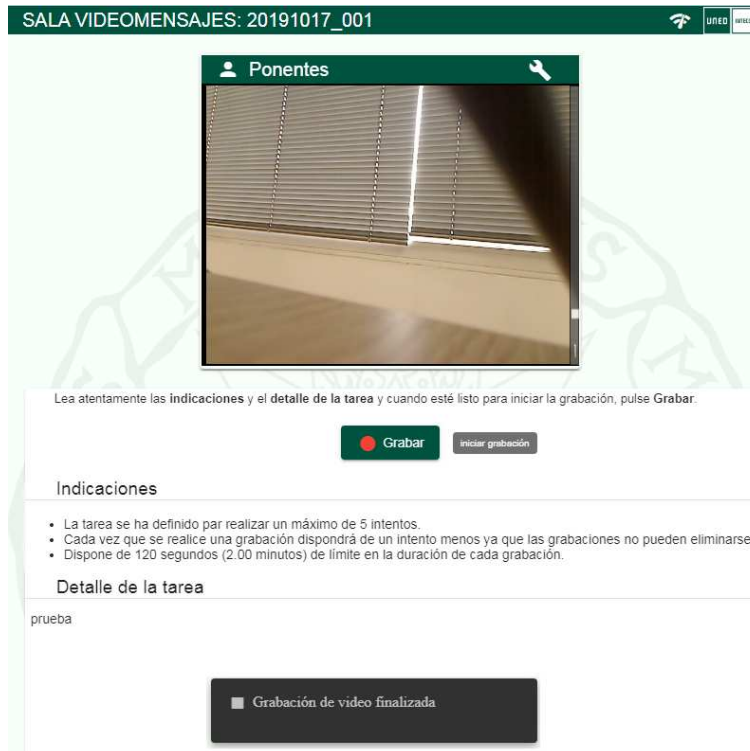 SALA VIDEOMENSAJES: 20191017_001
UNED
Ponentes
Lea atentamente las indicaciones y el detalle de la tarea y cuando esté listo para iniciar la grabación, pulse Grabar.
Grabar
iniciar grabación
Indicaciones
La tarea se ha definido par realizar un máximo de 5 intentos.
Cada vez que se realice una grabación dispondrá de un intento menos ya que las grabaciones no pueden eliminarse
Dispone de 120 segundos (2.00 minutos) de límite en la duración de cada grabación.
Detalle de la tarea
prueba
Grabación de video finalizada